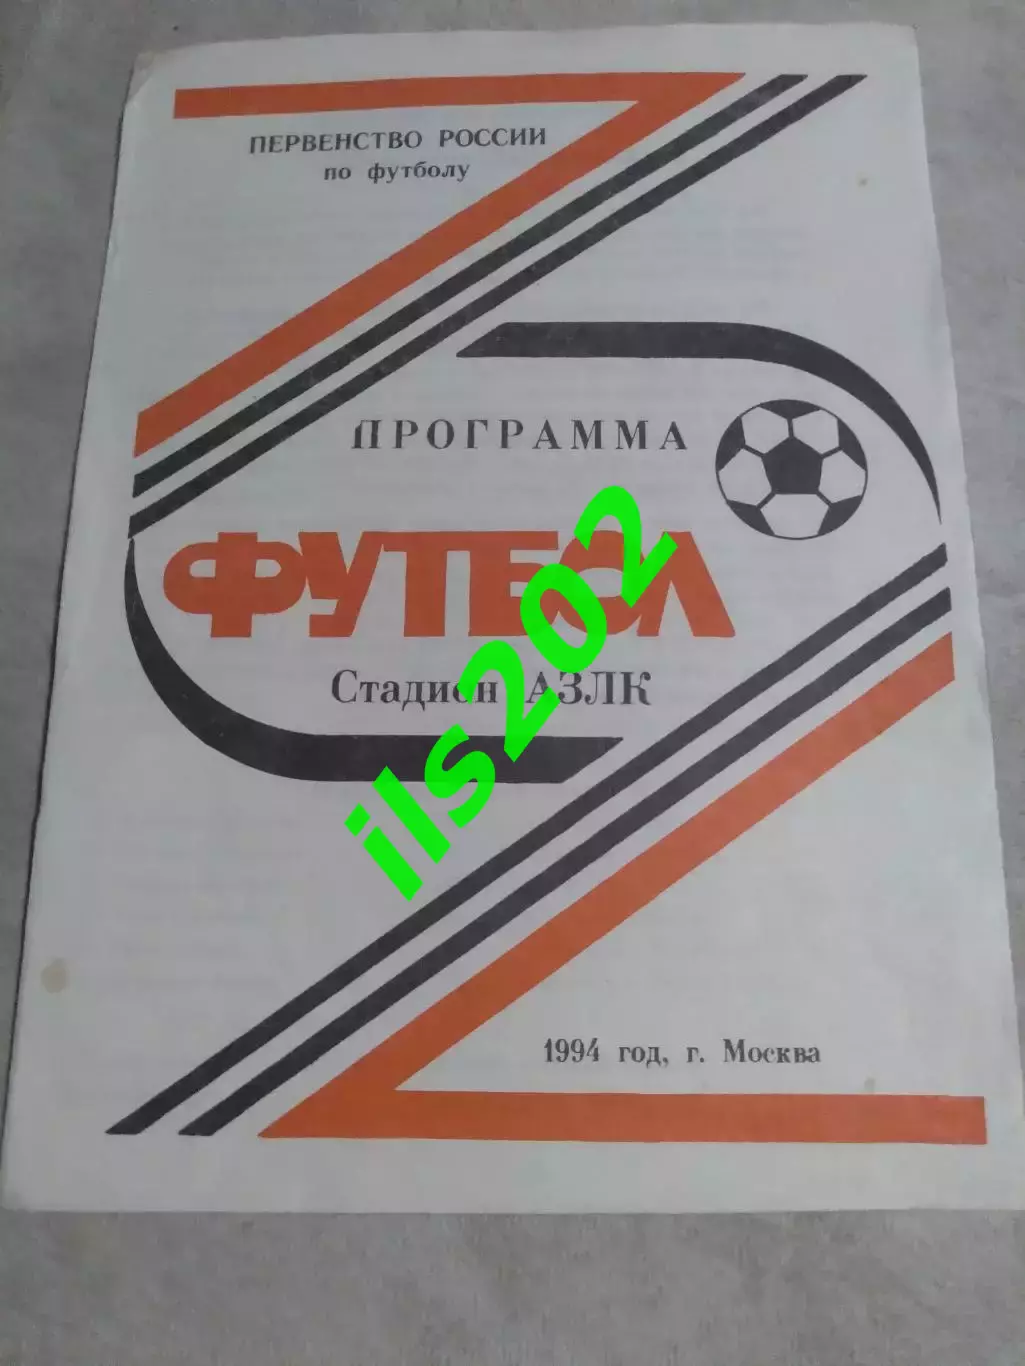 ПЕРВЕНСТВО РОССИИ
по футболу
ПРОГРАММА
ФУТБОЛ
Стадион АЗЛК
ils202
1994 год, г. Москва